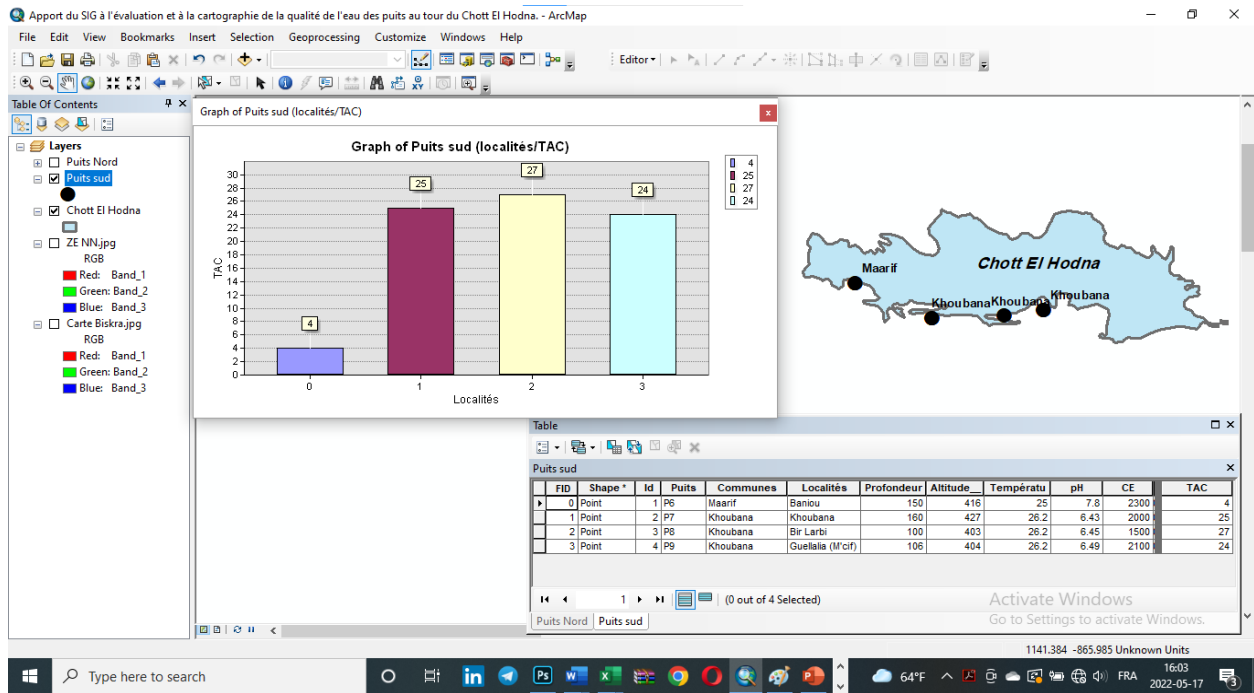 Apport du SIG à l'évaluation et à la cartographie de la qualité de l'eau des puits au tour du Chott El Hodna. - ArcMap
File Edit View Bookmarks Insert Selection Geoprocessing Customize Windows Help
Editor
Table Of Contents
Layers
Puits Nord
Puits sud
Chott El Hodna
ZE NN.jpg
RGB
Red: Band_1
Green: Band_2
Blue: Band_3
Carte Biskra.jpg
RGB
Red: Band_1
Green: Band_2
Blue: Band_3
Graph of Puits sud (localités/TAC)
Graph of Puits sud (localités/TAC)
30
28
26
24
22
20
18
16
14
12
10
8
6
4
2
0
TAC
4
25
27
24
0 1 2 3
Localités
4
25
27
24
Chott El Hodna
Maarif
Khoubana
Khoubana
Khoubana
Table
Puits sud
FID Shape * Id Puits Communes Localités Profondeur Altitude__ Températu pH CE TAC
0 Point 1 P6 Maarif Baniou 150 416 25 7.8 2300 4
1 Point 2 P7 Khoubana Khoubana 160 427 26.2 6.43 2000 25
2 Point 3 P8 Khoubana Bir Larbi 100 403 26.2 6.45 1500 27
3 Point 4 P9 Khoubana Guellalia (M'cif) 106 404 26.2 6.49 2100 24
1 (0 out of 4 Selected)
Puits Nord Puits sud
Activate Windows
Go to Settings to activate Windows.
1141.384 -865.985 Unknown Units
Type here to search
64°F
FRA
16:03
2022-05-17
3